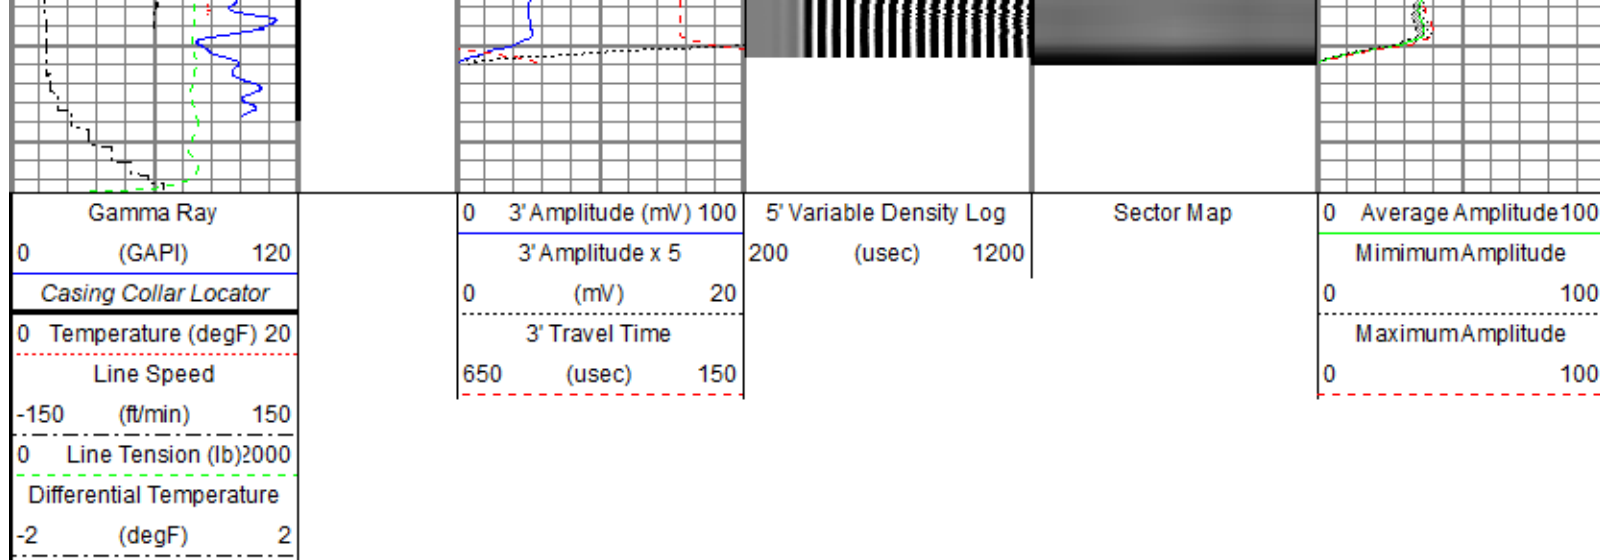 Gamma Ray
0 (GAPI) 120
Casing Collar Locator
0 Temperature (degF) 20
Line Speed
-150 (ft/min) 150
0 Line Tension (lb) 2000
Differential Temperature
-2 (degF) 2
0 3' Amplitude (mV) 100
3' Amplitude x 5
0 (mV) 20
3' Travel Time
650 (usec) 150
5' Variable Density Log
200 (usec) 1200
Sector Map
0 Average Amplitude 100
Mimimum Amplitude
0 100
Maximum Amplitude
0 100